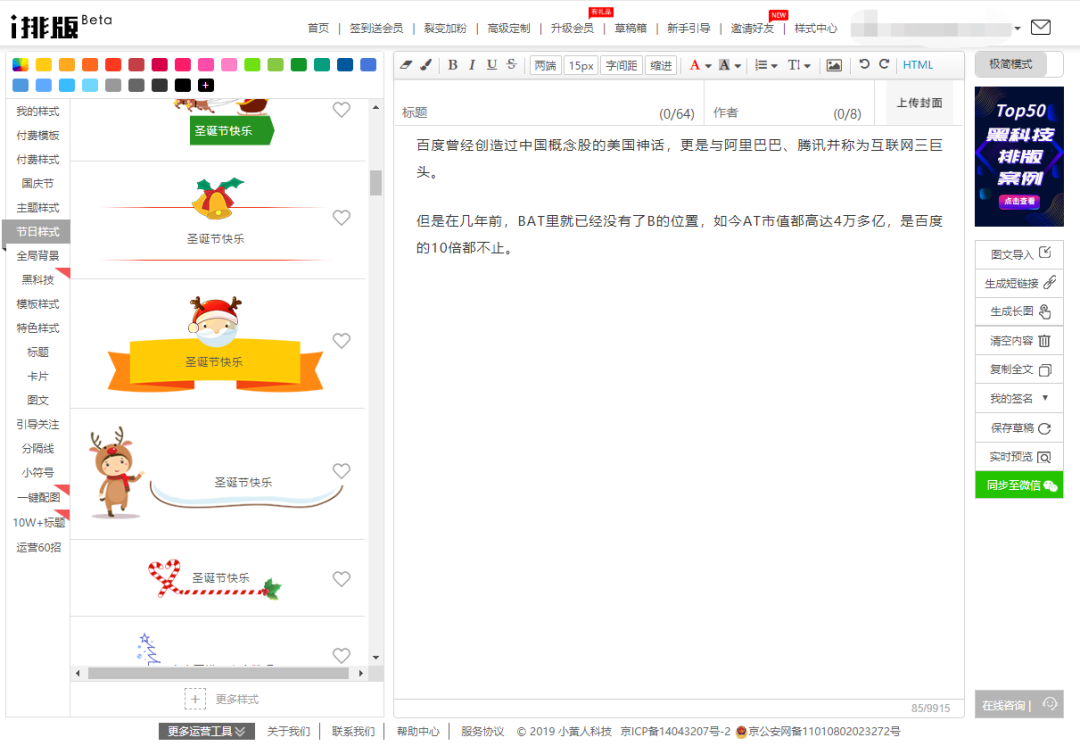 i排版 Beta
首页 | 签到送会员 | 裂变加粉 | 高级定制 | 升级会员 | 草稿箱 | 新手引导 | 邀请好友 | 样式中心
有礼品
NEW
我的样式
付费模板
付费样式
国庆节
主题样式
节日样式
全局背景
黑科技
模板样式
特色样式
标题
卡片
图文
引导关注
分隔线
小符号
一键配图
10W+标题
运营60招
圣诞节快乐
圣诞节快乐
圣诞节快乐
圣诞节快乐
圣诞节快乐
+ 更多样式
B I U S 两端 15px 字间距 缩进 A A HTML
标题 (0/64) 作者 (0/8) 上传封面
百度曾经创造过中国概念股的美国神话，更是与阿里巴巴、腾讯并称为互联网三巨
头。
但是在几年前，BAT里就已经没有了B的位置，如今AT市值都高达4万多亿，是百度
的10倍都不止。
85/9915
极简模式
Top50
黑科技
排版
案例
点击查看
图文导入
生成短链接
生成长图
清空内容
复制全文
我的签名
保存草稿
实时预览
同步至微信
在线咨询 |
更多运营工具 关于我们 | 联系我们 | 帮助中心 | 服务协议 © 2019 小黄人科技 京ICP备14043207号-2 京公安网备11010802023272号